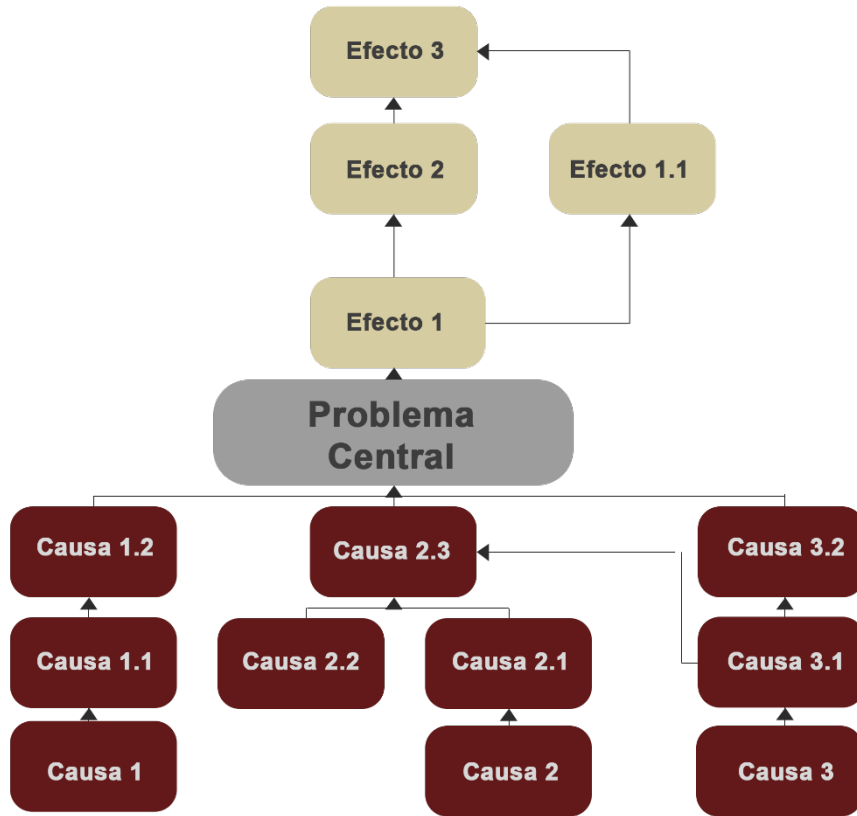 Efecto 3
Efecto 2
Efecto 1.1
Efecto 1
Problema
Central
Causa 1.2
Causa 2.3
Causa 3.2
Causa 1.1
Causa 2.2
Causa 2.1
Causa 3.1
Causa 1
Causa 2
Causa 3